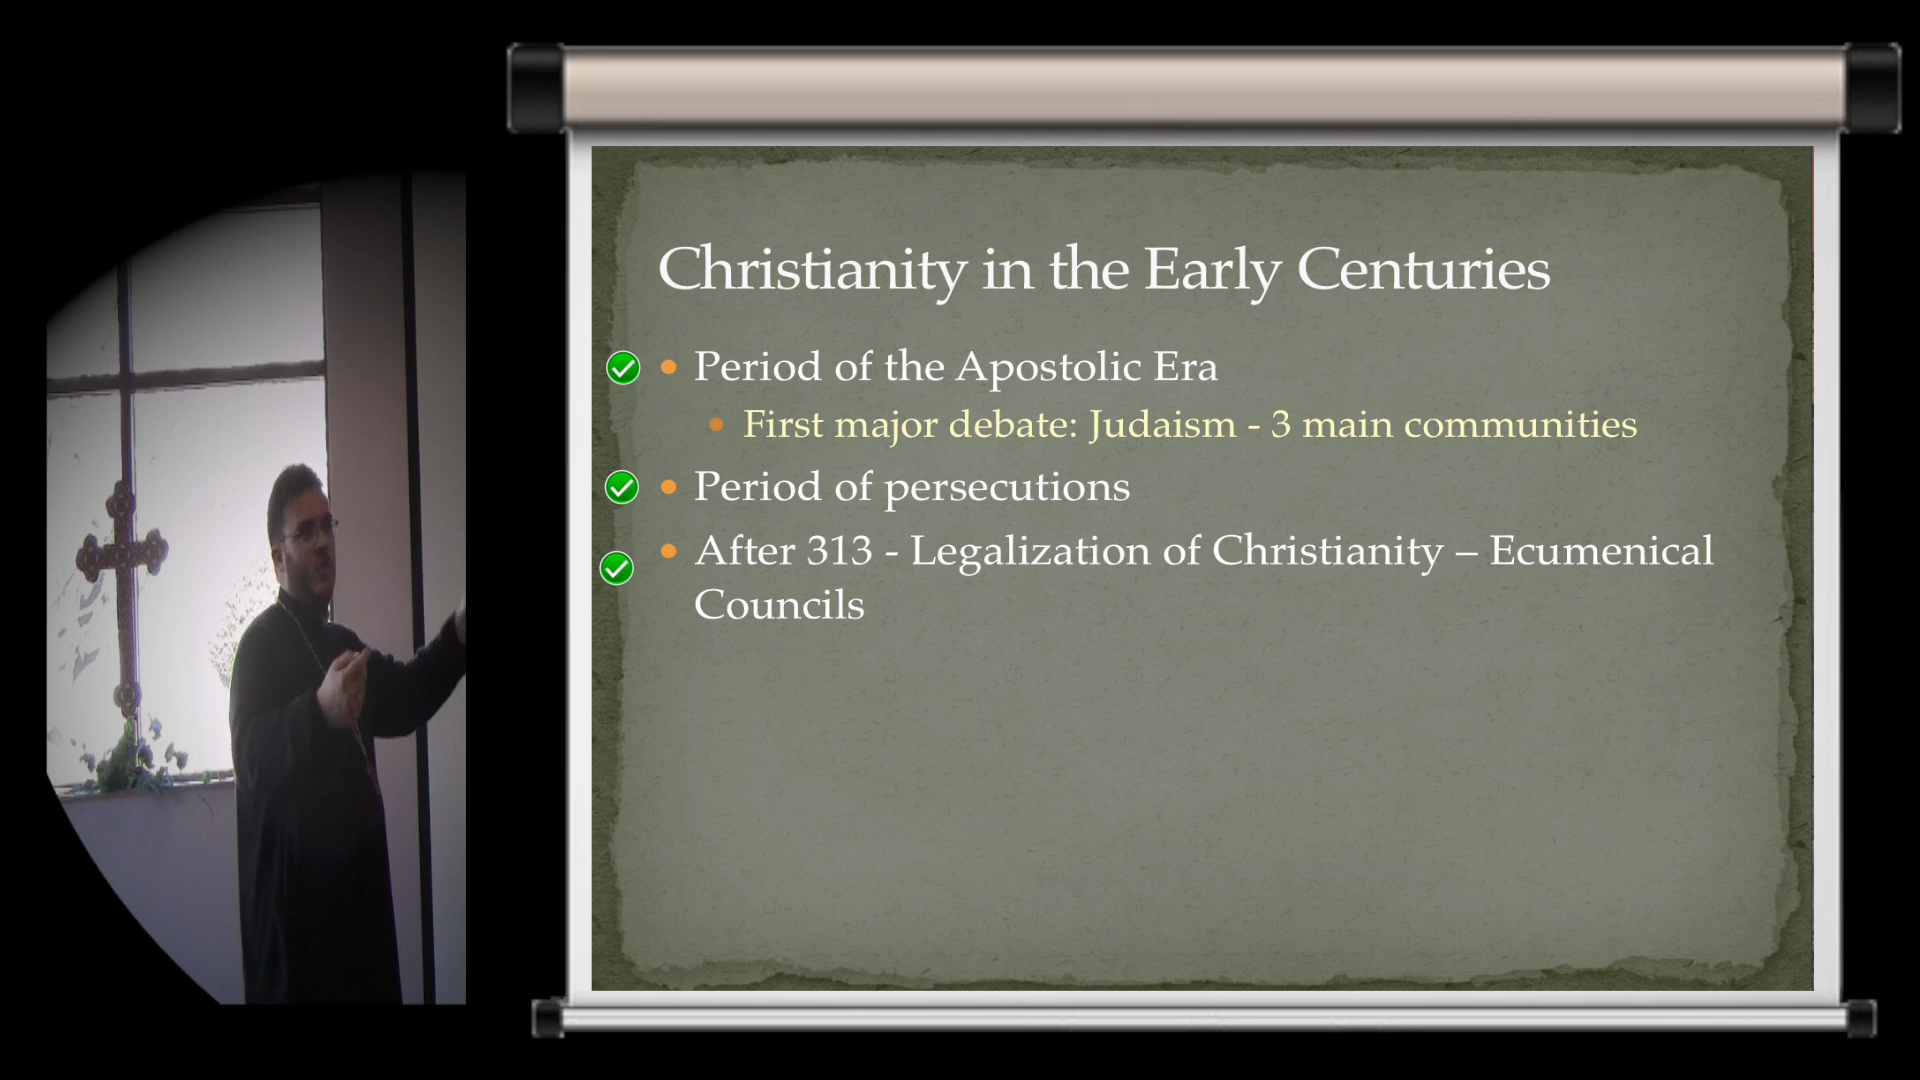 Christianity in the Early Centuries
• Period of the Apostolic Era
• First major debate: Judaism - 3 main communities
• Period of persecutions
• After 313 - Legalization of Christianity – Ecumenical
Councils